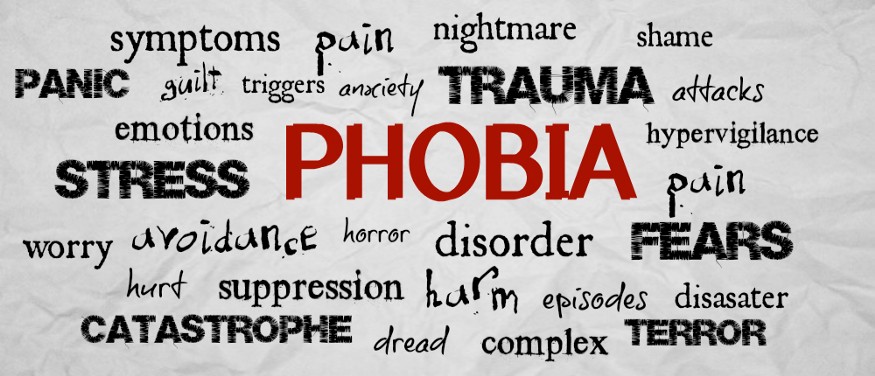 symptoms pain nightmare shame
PANIC guilt triggers anxiety TRAUMA attacks
emotions PHOBIA hypervigilance
STRESS pain
worry avoidance horror disorder FEARS
hurt suppression harm episodes disasater
CATASTROPHE dread complex TERROR